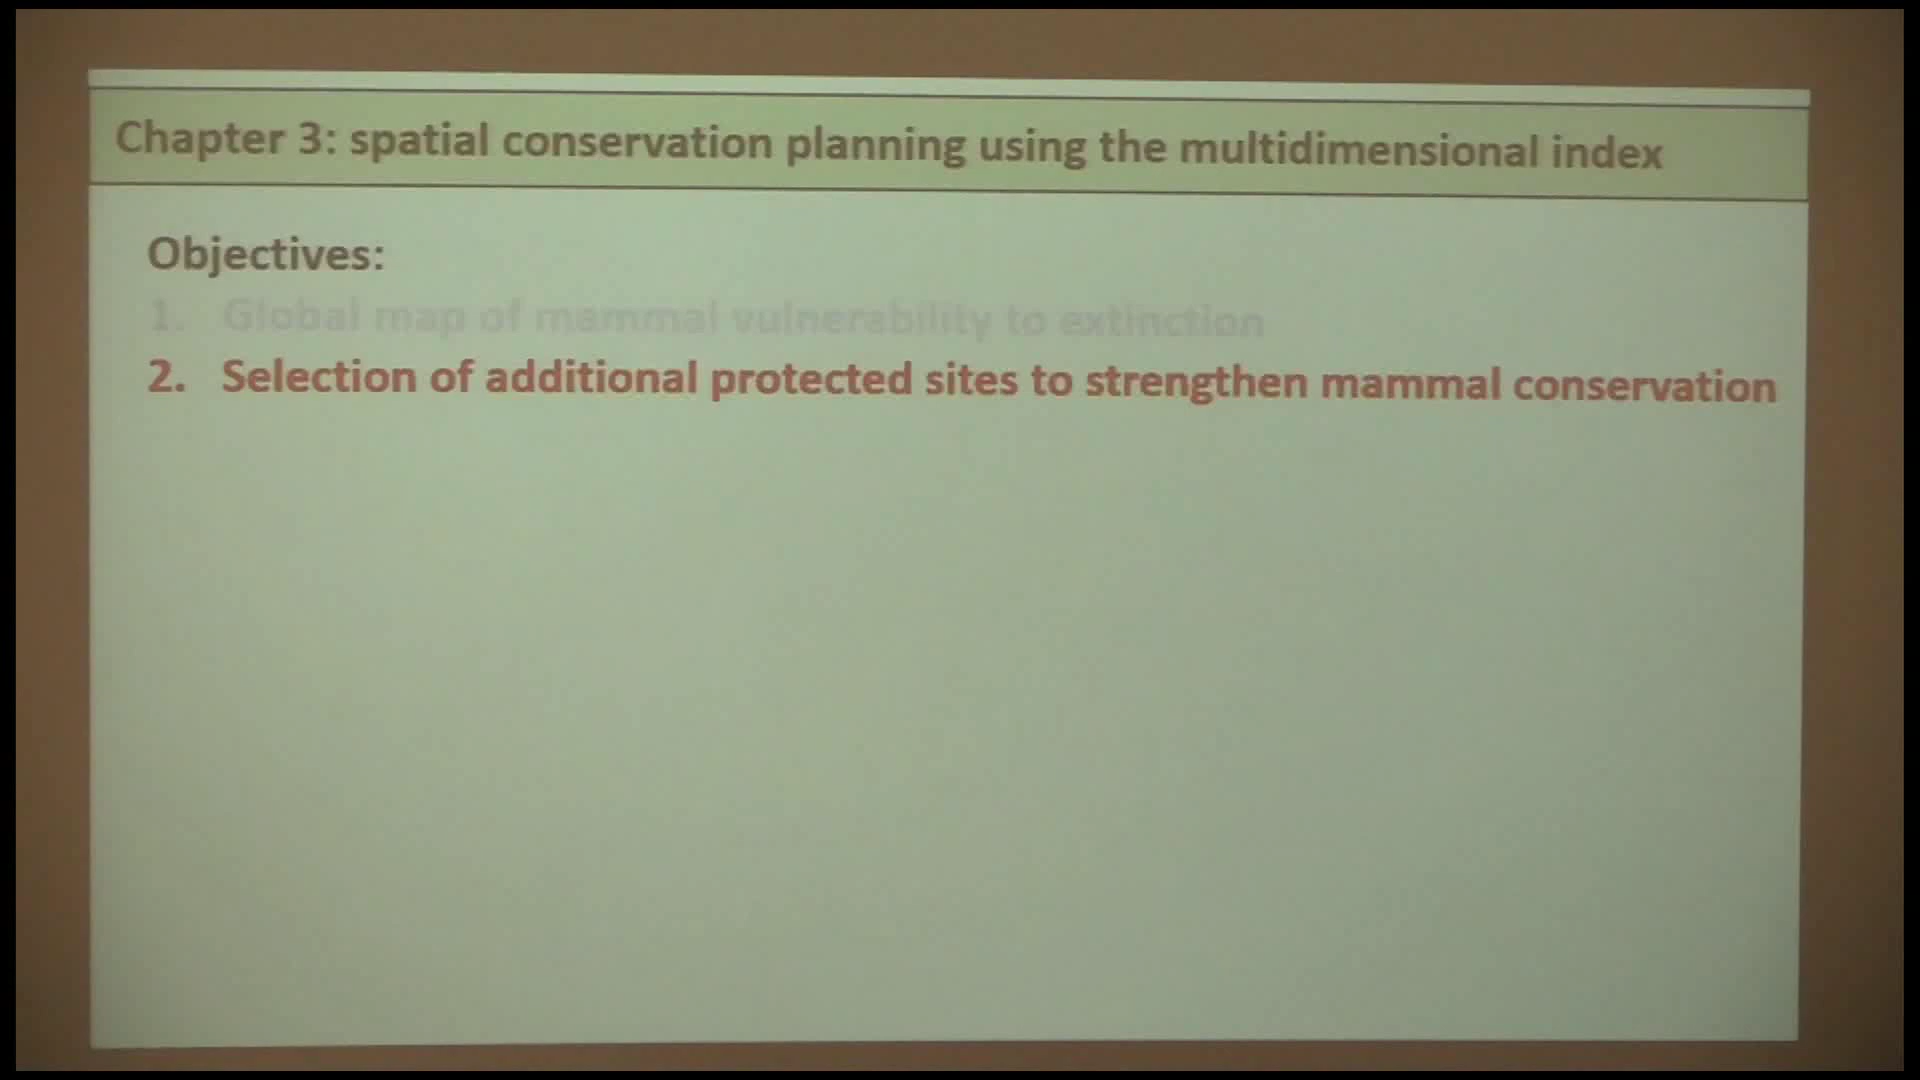 Chapter 3: spatial conservation planning using the multidimensional index
Objectives:
1. Global map of mammal vulnerability to extinction
2. Selection of additional protected sites to strengthen mammal conservation